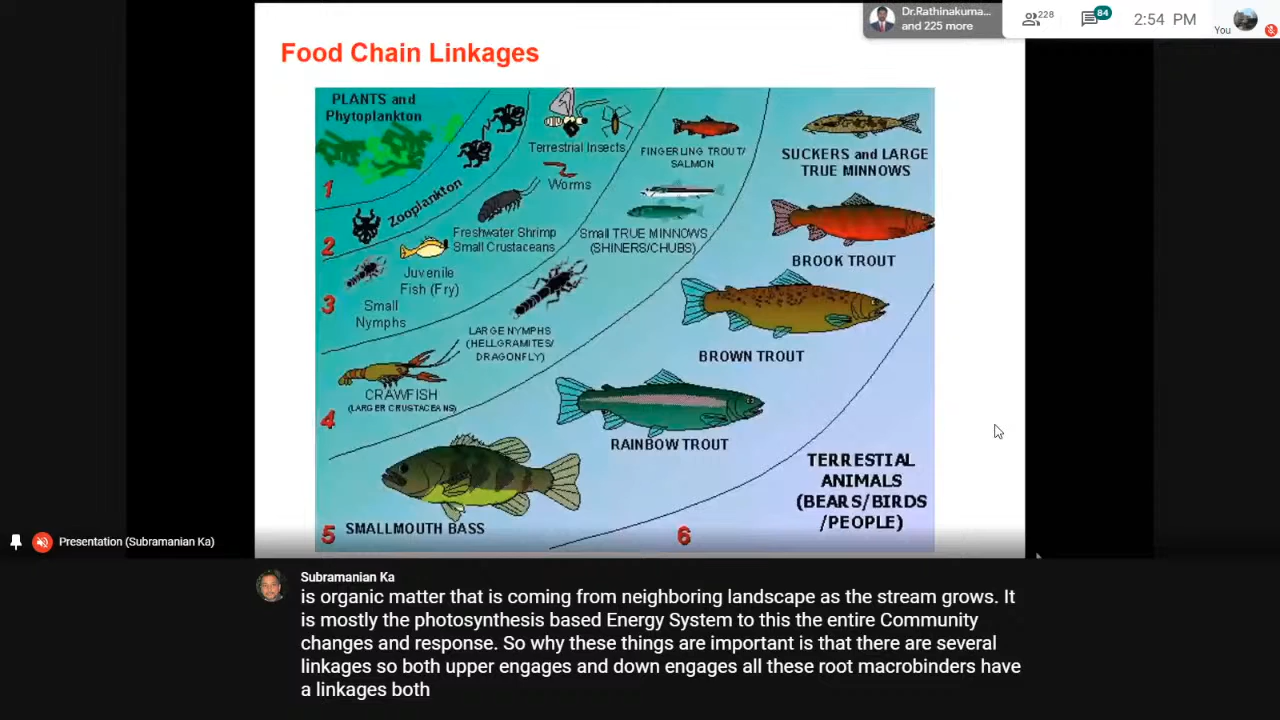 Food Chain Linkages
Dr.Rathinakuma...
and 225 more
228
84
2:54 PM
You
PLANTS and
Phytoplankton
1
Zooplankton
2
Terrestrial Insects
Worms
Freshwater Shrimp
Small Crustaceans
Juvenile
Fish (Fry)
3
Small
Nymphs
FINGERLING TROUT/
SALMON
Small TRUE MINNOWS
(SHINERS/CHUBS)
LARGE NYMPHS
(HELLGRAMITES/
DRAGONFLY)
CRAWFISH
(LARGER CRUSTACEANS)
4
SUCKERS and LARGE
TRUE MINNOWS
BROOK TROUT
BROWN TROUT
RAINBOW TROUT
5
SMALLMOUTH BASS
6
TERRESTIAL
ANIMALS
(BEARS/BIRDS
/PEOPLE)
Presentation (Subramanian Ka)
Subramanian Ka
is organic matter that is coming from neighboring landscape as the stream grows. It
is mostly the photosynthesis based Energy System to this the entire Community
changes and response. So why these things are important is that there are several
linkages so both upper engages and down engages all these root macrobinders have
a linkages both